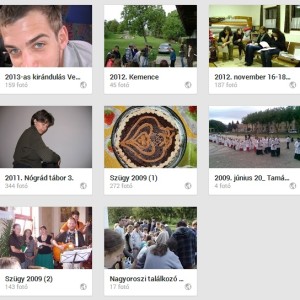 2013-as kirándulás Ve...
159 fotó
2012. Kemence
45 fotó
2012. november 16-18...
187 fotó
2011. Nógrád tábor 3.
344 fotó
Szügy 2009 (1)
272 fotó
2009. június 20_ Tamá...
4 fotó
Szügy 2009 (2)
142 fotó
Nagyoroszi találkozó ...
17 fotó